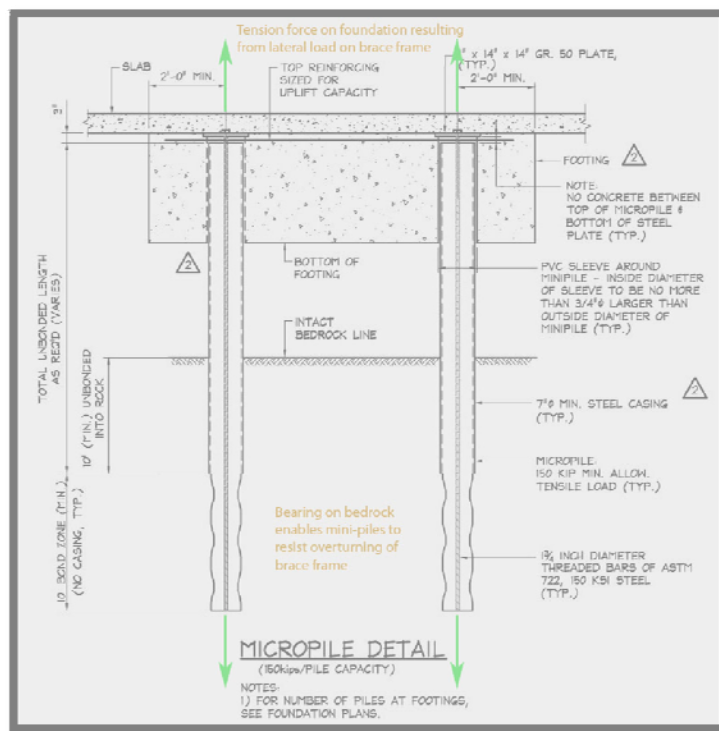 Tension force on foundation resulting
from lateral load on brace frame
" x 14" x 14" GR. 50 PLATE,
(TYP.)
SLAB
2'-0" MIN.
TOP REINFORCING
SIZED FOR
UPLIFT CAPACITY
2'-0" MIN.
3"
FOOTING
2
NOTE:
NO CONCRETE BETWEEN
TOP OF MICROPILE &
BOTTOM OF STEEL
PLATE (TYP.)
2
BOTTOM OF
FOOTING
PVC SLEEVE AROUND
MINIPILE - INSIDE DIAMETER
OF SLEEVE TO BE NO MORE
THAN 3/4"ø LARGER THAN
OUTSIDE DIAMETER OF
MINIPILE (TYP.)
TOTAL UNBONDED LENGTH
AS REQ'D (VARIES)
INTACT
BEDROCK LINE
10' (MIN.) UNBONDED
INTO ROCK
7"ø MIN. STEEL CASING
(TYP.)
2
MICROPILE:
150 KIP MIN. ALLOW.
TENSILE LOAD (TYP.)
10' BOND ZONE (MIN.)
(NO CASING, TYP.)
Bearing on bedrock
enables mini-piles to
resist overturning of
brace frame
INCH DIAMETER
THREADED BARS OF ASTM
722, 150 KSI STEEL
(TYP.)
MICROPILE DETAIL
(150kips/PILE CAPACITY)
NOTES:
1) FOR NUMBER OF PILES AT FOOTINGS,
SEE FOUNDATION PLANS.